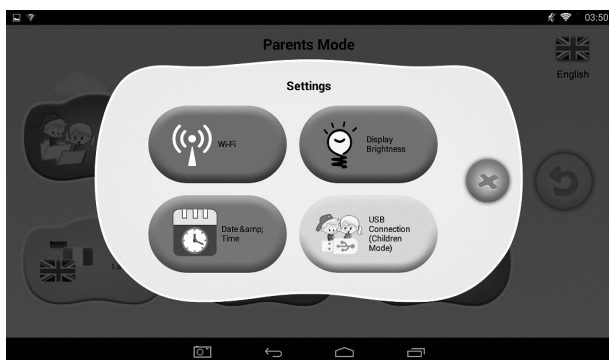 03:50
Parents Mode
English
Settings
Wi-Fi
Display
Brightness
Date &amp;
Time
USB
Connection
(Children
Mode)